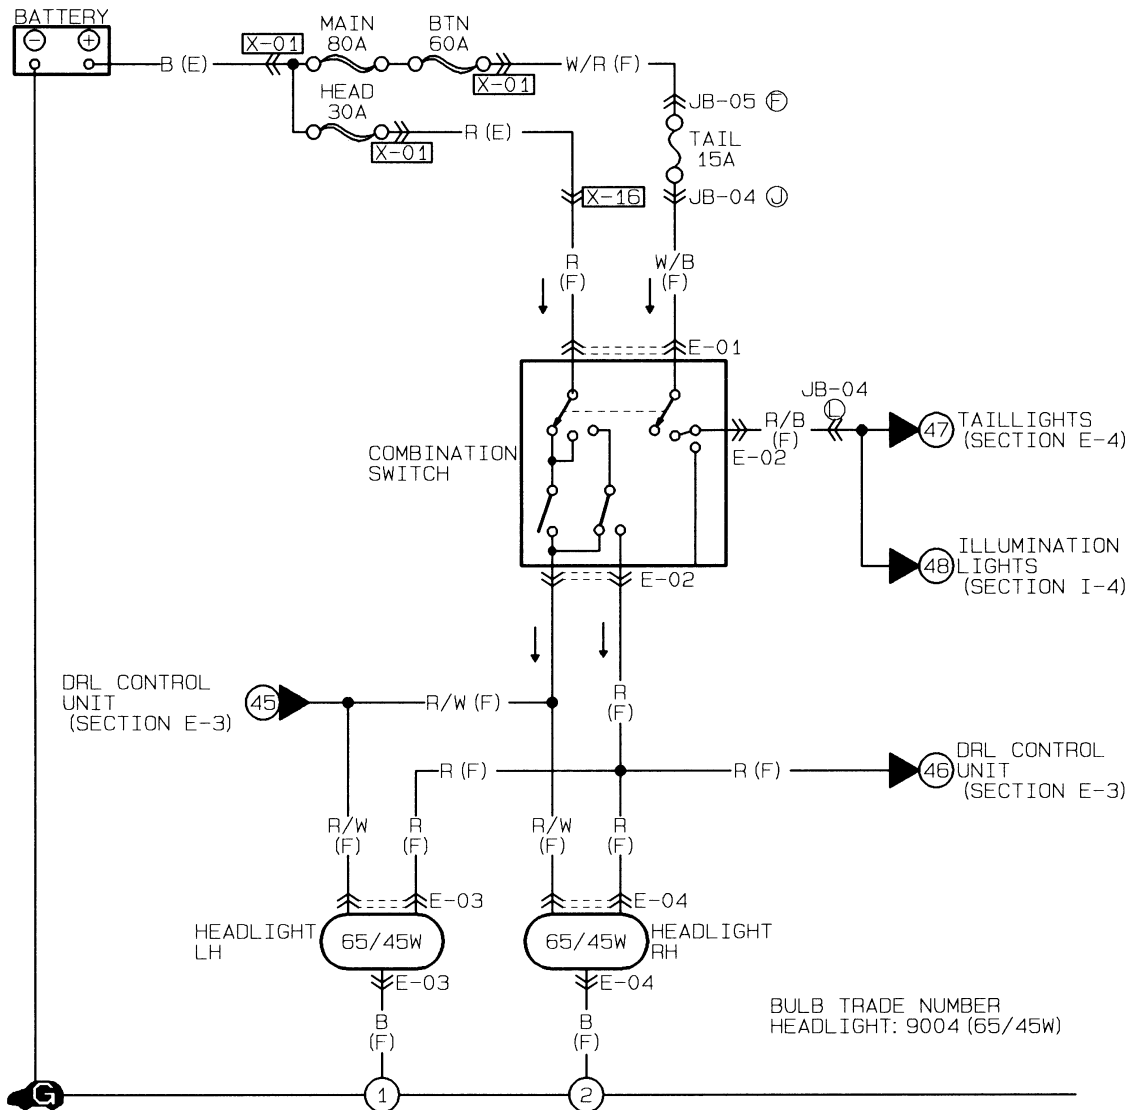 BATTERY
− +
B (E)
X-01
MAIN
80A
BTN
60A
X-01
W/R (F)
HEAD
30A
X-01
R (E)
JB-05 F
TAIL
15A
X-16
JB-04 J
R
(F)
W/B
(F)
E-01
COMBINATION
SWITCH
JB-04
L
R/B
(F)
E-02
47
TAILLIGHTS
(SECTION E-4)
48
ILLUMINATION
LIGHTS
(SECTION I-4)
E-02
DRL CONTROL
UNIT
(SECTION E-3)
45
R/W (F)
R
(F)
R (F)
R (F)
46
DRL CONTROL
UNIT
(SECTION E-3)
R/W
(F)
R
(F)
R/W
(F)
R
(F)
E-03
E-04
HEADLIGHT
LH
65/45W
65/45W
HEADLIGHT
RH
E-03
E-04
B
(F)
B
(F)
BULB TRADE NUMBER
HEADLIGHT: 9004 (65/45W)
G
1
2